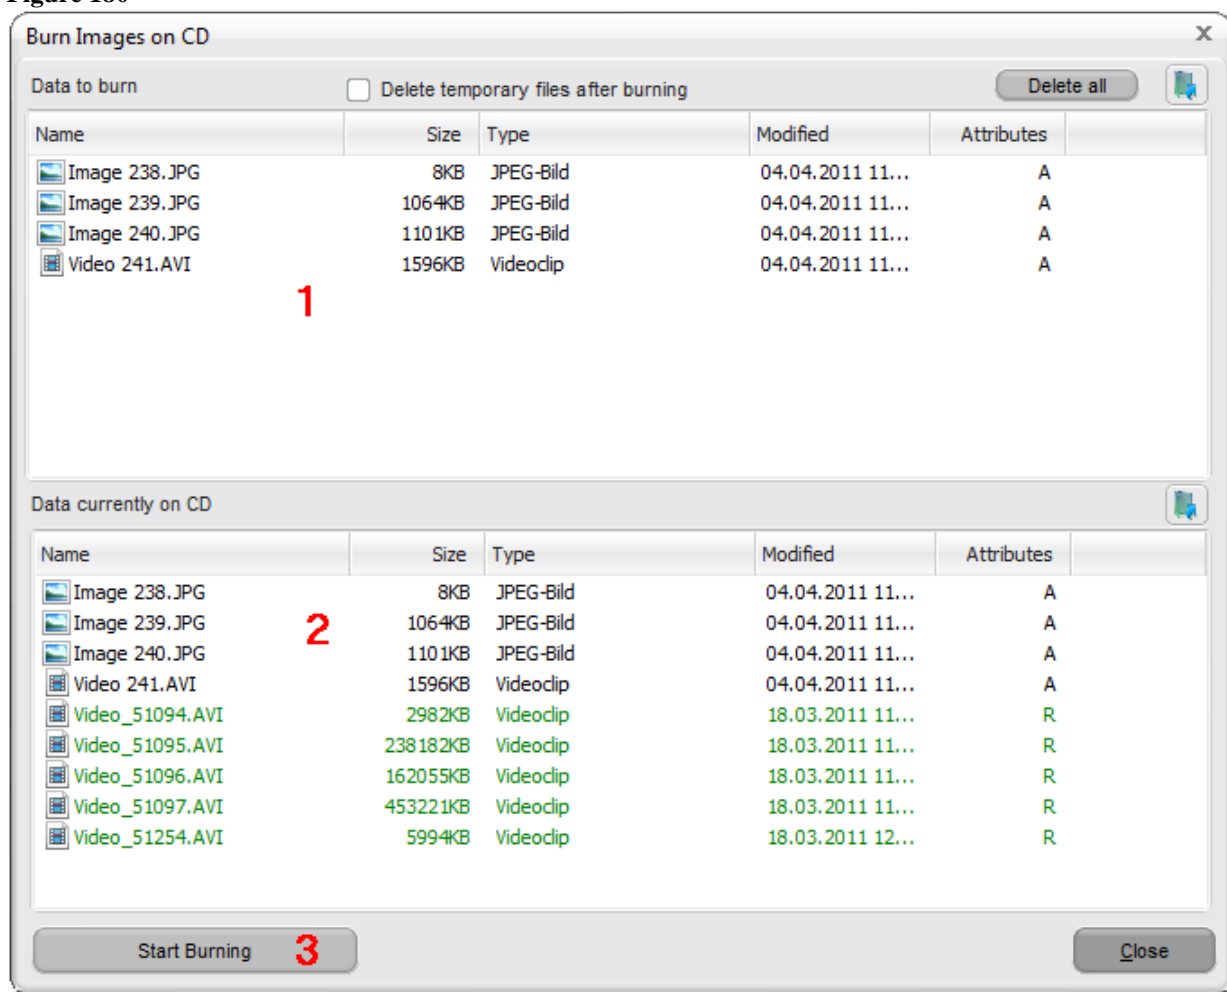 Burn Images on CD X
Data to burn Delete temporary files after burning Delete all
Name Size Type Modified Attributes
Image 238.JPG 8KB JPEG-Bild 04.04.2011 11... A
Image 239.JPG 1064KB JPEG-Bild 04.04.2011 11... A
Image 240.JPG 1101KB JPEG-Bild 04.04.2011 11... A
Video 241.AVI 1596KB Videoclip 04.04.2011 11... A
1
Data currently on CD
Name Size Type Modified Attributes
Image 238.JPG 8KB JPEG-Bild 04.04.2011 11... A
Image 239.JPG 2 1064KB JPEG-Bild 04.04.2011 11... A
Image 240.JPG 1101KB JPEG-Bild 04.04.2011 11... A
Video 241.AVI 1596KB Videoclip 04.04.2011 11... A
Video_51094.AVI 2982KB Videoclip 18.03.2011 11... R
Video_51095.AVI 238182KB Videoclip 18.03.2011 11... R
Video_51096.AVI 162055KB Videoclip 18.03.2011 11... R
Video_51097.AVI 453221KB Videoclip 18.03.2011 11... R
Video_51254.AVI 5994KB Videoclip 18.03.2011 12... R
Start Burning 3 Close